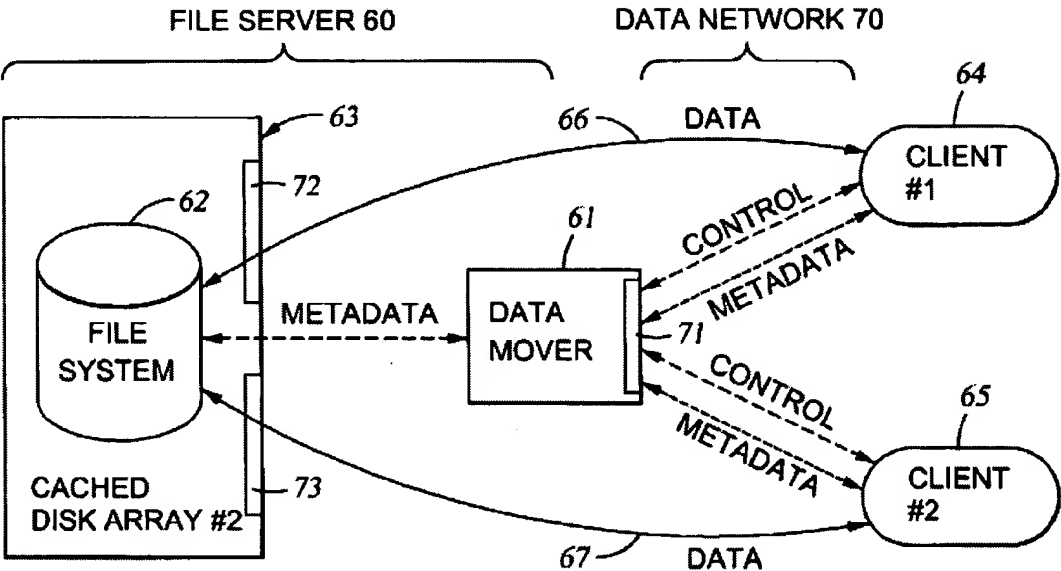 FILE SERVER 60
DATA NETWORK 70
63
66
DATA
64
CLIENT
#1
72
62
61
CONTROL
METADATA
METADATA
DATA
MOVER
71
FILE
SYSTEM
CONTROL
METADATA
65
CLIENT
#2
73
CACHED
DISK ARRAY #2
67
DATA